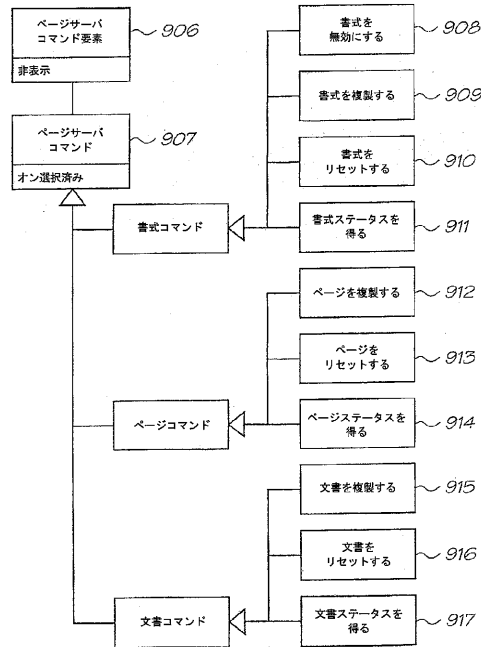 ページサーバ
コマンド要素
非表示
906
ページサーバ
コマンド
オン選択済み
907
書式コマンド
書式を
無効にする
908
書式を複製する
909
書式を
リセットする
910
書式ステータスを
得る
911
ページコマンド
ページを複製する
912
ページを
リセットする
913
ページステータスを
得る
914
文書コマンド
文書を複製する
915
文書を
リセットする
916
文書ステータスを
得る
917